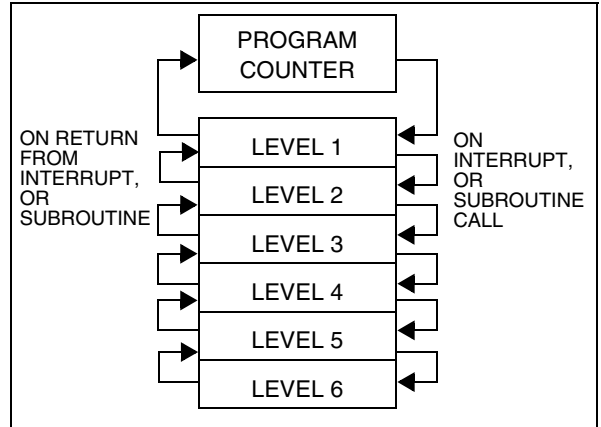 PROGRAM
COUNTER
ON RETURN
FROM
INTERRUPT,
OR
SUBROUTINE
LEVEL 1
LEVEL 2
LEVEL 3
LEVEL 4
LEVEL 5
LEVEL 6
ON
INTERRUPT,
OR
SUBROUTINE
CALL